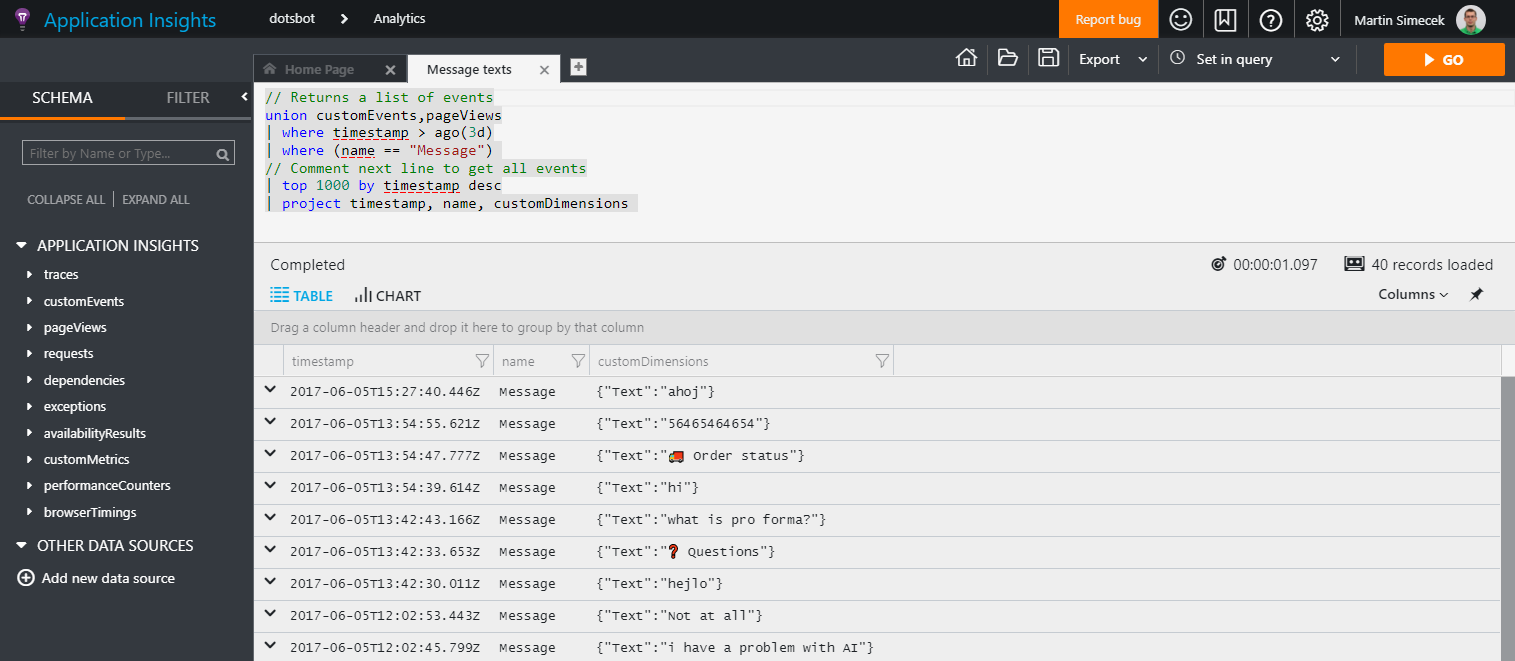 Application Insights dotsbot Analytics Report bug Martin Simecek
Home Page Message texts Export Set in query GO
SCHEMA FILTER
Filter by Name or Type...
COLLAPSE ALL EXPAND ALL
APPLICATION INSIGHTS
traces
customEvents
pageViews
requests
dependencies
exceptions
availabilityResults
customMetrics
performanceCounters
browserTimings
OTHER DATA SOURCES
Add new data source
// Returns a list of events
union customEvents,pageViews
| where timestamp > ago(3d)
| where (name == "Message")
// Comment next line to get all events
| top 1000 by timestamp desc
| project timestamp, name, customDimensions
Completed 00:00:01.097 40 records loaded
TABLE CHART Columns
Drag a column header and drop it here to group by that column
timestamp name customDimensions
2017-06-05T15:27:40.446Z Message {"Text":"ahoj"}
2017-06-05T13:54:55.621Z Message {"Text":"56465464654"}
2017-06-05T13:54:47.777Z Message {"Text":"🚚 Order status"}
2017-06-05T13:54:39.614Z Message {"Text":"hi"}
2017-06-05T13:42:43.166Z Message {"Text":"what is pro forma?"}
2017-06-05T13:42:33.653Z Message {"Text":"❓ Questions"}
2017-06-05T13:42:30.011Z Message {"Text":"hejlo"}
2017-06-05T12:02:53.443Z Message {"Text":"Not at all"}
2017-06-05T12:02:45.799Z Message {"Text":"i have a problem with AI"}